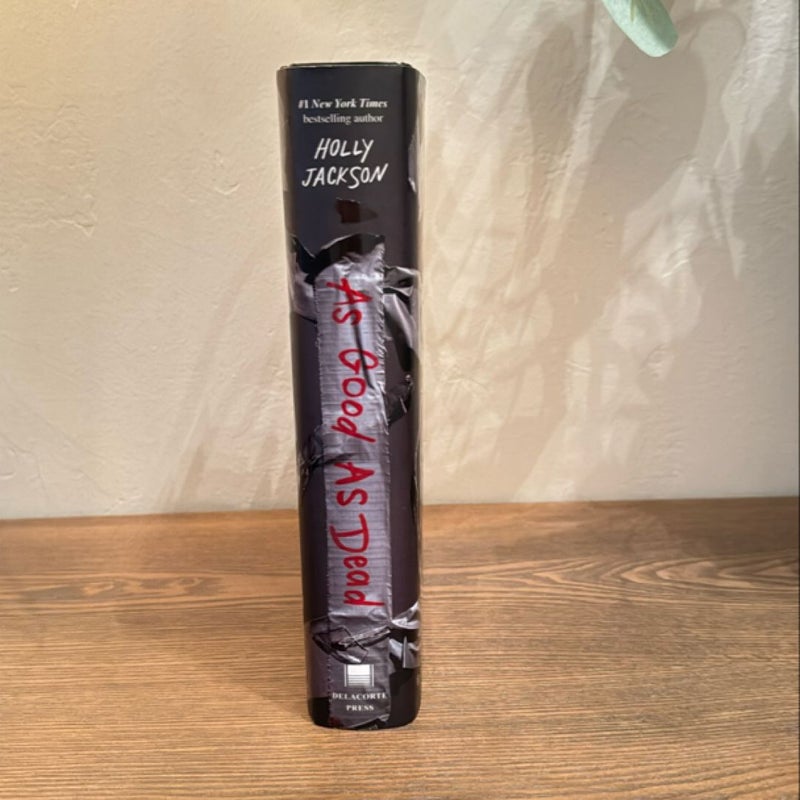 #1 New York Times
bestselling author
HOLLY
JACKSON
As Good As Dead
DELACORTE
PRESS